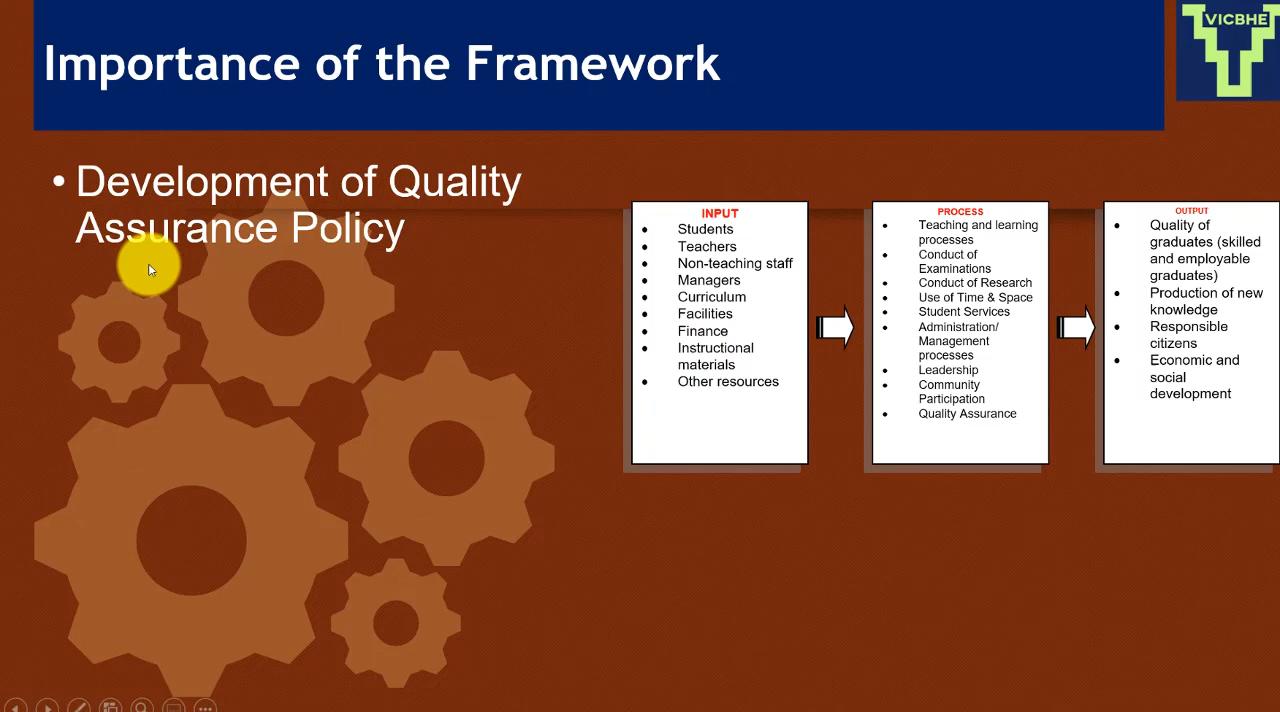 Importance of the Framework
VICBHE
• Development of Quality
Assurance Policy
INPUT
• Students
• Teachers
• Non-teaching staff
• Managers
• Curriculum
• Facilities
• Finance
• Instructional
materials
• Other resources
PROCESS
• Teaching and learning
processes
• Conduct of
Examinations
• Conduct of Research
• Use of Time & Space
• Student Services
• Administration/
Management
processes
• Leadership
• Community
Participation
• Quality Assurance
OUTPUT
• Quality of
graduates (skilled
and employable
graduates)
• Production of new
knowledge
• Responsible
citizens
• Economic and
social
development